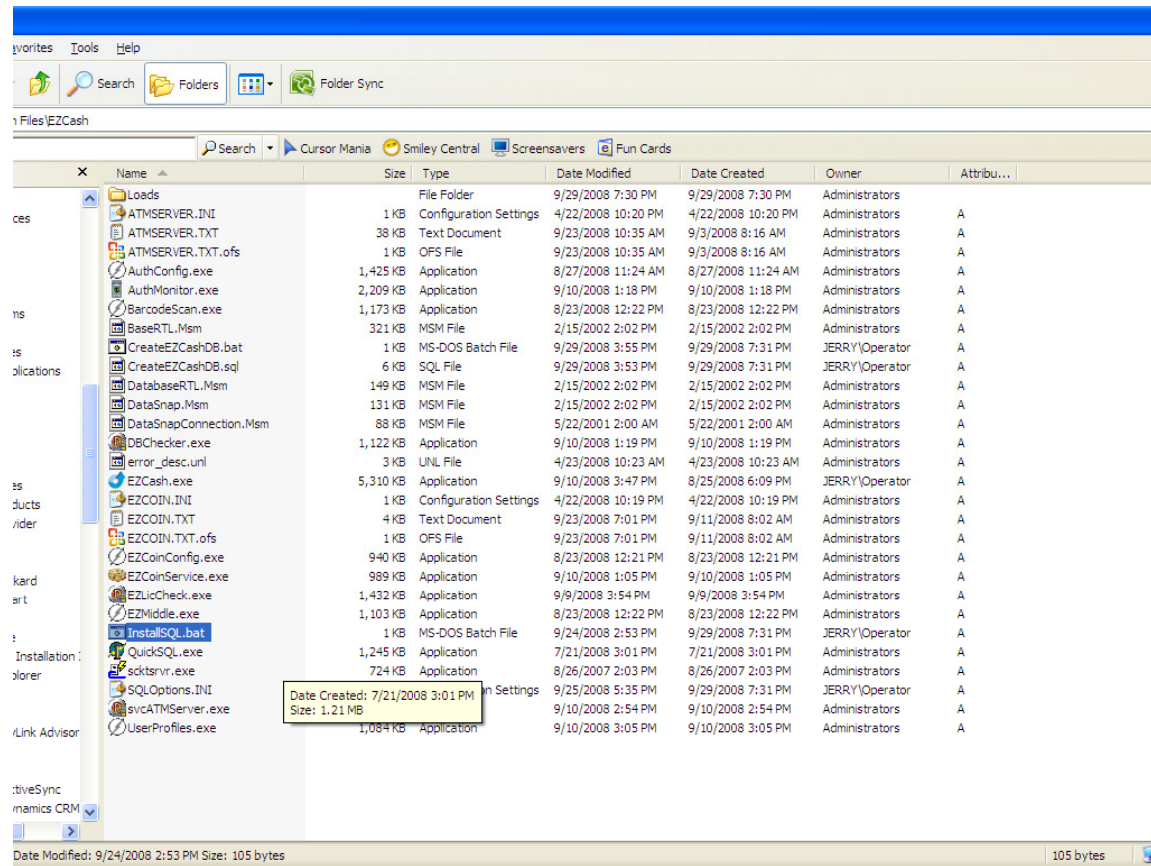 avorites Tools Help
Search Folders Folder Sync
n Files\EZCash
Search Cursor Mania Smiley Central Screensavers Fun Cards
x Name Size Type Date Modified Date Created Owner Attribu...
Loads File Folder 9/29/2008 7:30 PM 9/29/2008 7:30 PM Administrators
ces ATMSERVER.INI 1 KB Configuration Settings 4/22/2008 10:20 PM 4/22/2008 10:20 PM Administrators A
ATMSERVER.TXT 38 KB Text Document 9/23/2008 10:35 AM 9/3/2008 8:16 AM Administrators A
ATMSERVER.TXT.ofs 1 KB OFS File 9/23/2008 10:35 AM 9/3/2008 8:16 AM Administrators A
AuthConfig.exe 1,425 KB Application 8/27/2008 11:24 AM 8/27/2008 11:24 AM Administrators A
AuthMonitor.exe 2,209 KB Application 9/10/2008 1:18 PM 9/10/2008 1:18 PM Administrators A
ms BarcodeScan.exe 1,173 KB Application 8/23/2008 12:22 PM 8/23/2008 12:22 PM Administrators A
BaseRTL.Msm 321 KB MSM File 2/15/2002 2:02 PM 2/15/2002 2:02 PM Administrators A
es CreateEZCashDB.bat 1 KB MS-DOS Batch File 9/29/2008 3:55 PM 9/29/2008 7:31 PM JERRY\Operator A
plications CreateEZCashDB.sql 6 KB SQL File 9/29/2008 3:53 PM 9/29/2008 7:31 PM JERRY\Operator A
DatabaseRTL.Msm 149 KB MSM File 2/15/2002 2:02 PM 2/15/2002 2:02 PM Administrators A
DataSnap.Msm 131 KB MSM File 2/15/2002 2:02 PM 2/15/2002 2:02 PM Administrators A
DataSnapConnection.Msm 88 KB MSM File 5/22/2001 2:00 AM 5/22/2001 2:00 AM Administrators A
DBChecker.exe 1,122 KB Application 9/10/2008 1:19 PM 9/10/2008 1:19 PM Administrators A
error_desc.unl 3 KB UNL File 4/23/2008 10:23 AM 4/23/2008 10:23 AM Administrators A
es EZCash.exe 5,310 KB Application 9/10/2008 3:47 PM 8/25/2008 6:09 PM JERRY\Operator A
ducts EZCOIN.INI 1 KB Configuration Settings 4/22/2008 10:19 PM 4/22/2008 10:19 PM Administrators A
vider EZCOIN.TXT 4 KB Text Document 9/23/2008 7:01 PM 9/11/2008 8:02 AM Administrators A
EZCOIN.TXT.ofs 1 KB OFS File 9/23/2008 7:01 PM 9/11/2008 8:02 AM Administrators A
EZCoinConfig.exe 940 KB Application 8/23/2008 12:21 PM 8/23/2008 12:21 PM Administrators A
kard EZCoinService.exe 989 KB Application 9/10/2008 1:05 PM 9/10/2008 1:05 PM Administrators A
art EZLicCheck.exe 1,432 KB Application 9/9/2008 3:54 PM 9/9/2008 3:54 PM Administrators A
EZMiddle.exe 1,103 KB Application 8/23/2008 12:22 PM 8/23/2008 12:22 PM Administrators A
InstallSQL.bat 1 KB MS-DOS Batch File 9/24/2008 2:53 PM 9/29/2008 7:31 PM JERRY\Operator A
Installation QuickSQL.exe 1,245 KB Application 7/21/2008 3:01 PM 7/21/2008 3:01 PM Administrators A
plorer scktsrvr.exe 724 KB Application 8/26/2007 2:03 PM 8/26/2007 2:03 PM Administrators A
SQLOptions.INI n Settings 9/25/2008 5:35 PM 9/29/2008 7:31 PM JERRY\Operator A
Date Created: 7/21/2008 3:01 PM
Size: 1.21 MB
svcATMServer.exe 9/10/2008 2:54 PM 9/10/2008 2:54 PM Administrators A
yLink Advisor UserProfiles.exe 1,084 KB Application 9/10/2008 3:05 PM 9/10/2008 3:05 PM Administrators A
ctiveSync
ynamics CRM
Date Modified: 9/24/2008 2:53 PM Size: 105 bytes 105 bytes